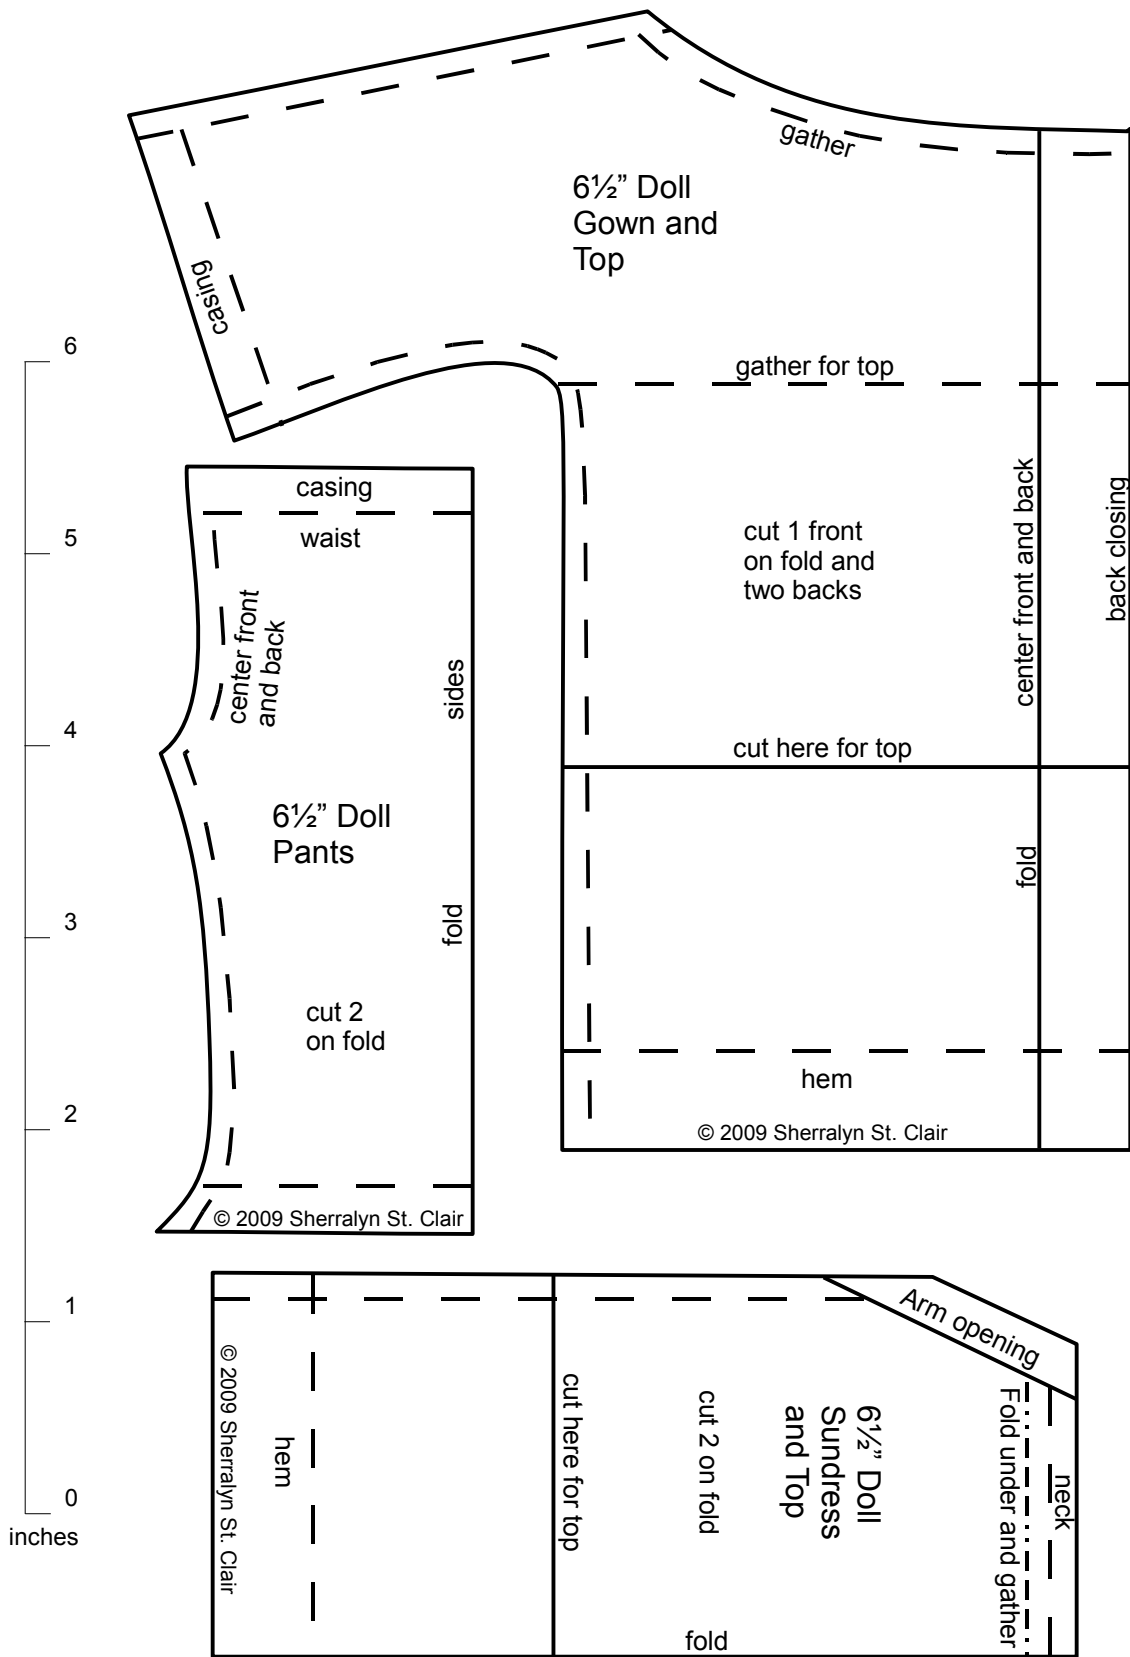 gather
6½” Doll
Gown and
Top
casing
gather for top
cut 1 front
on fold and
two backs
center front and back
back closing
cut here for top
fold
hem
© 2009 Sherralyn St. Clair
casing
waist
center front
and back
sides
6½” Doll
Pants
fold
cut 2
on fold
© 2009 Sherralyn St. Clair
6
5
4
3
2
1
0
inches
Arm opening
© 2009 Sherralyn St. Clair
hem
cut here for top
cut 2 on fold
6½” Doll
Sundress
and Top
Fold under and gather
neck
fold